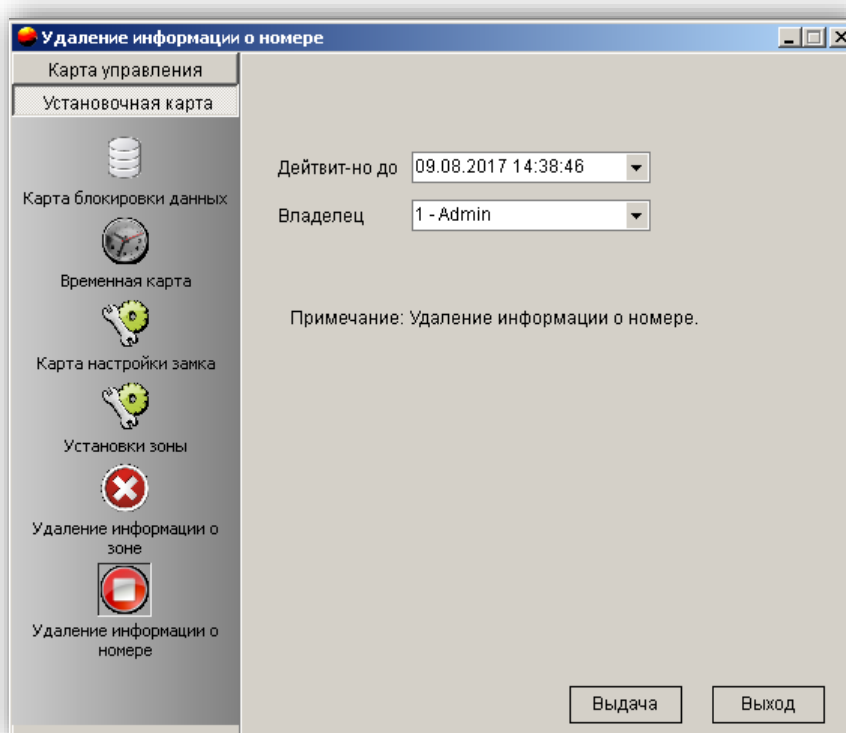 Удаление информации о номере
Карта управления
Установочная карта
Карта блокировки данных
Временная карта
Карта настройки замка
Установки зоны
Удаление информации о
зоне
Удаление информации о
номере
Дейтвит-но до 09.08.2017 14:38:46
Владелец 1 - Admin
Примечание: Удаление информации о номере.
Выдача Выход